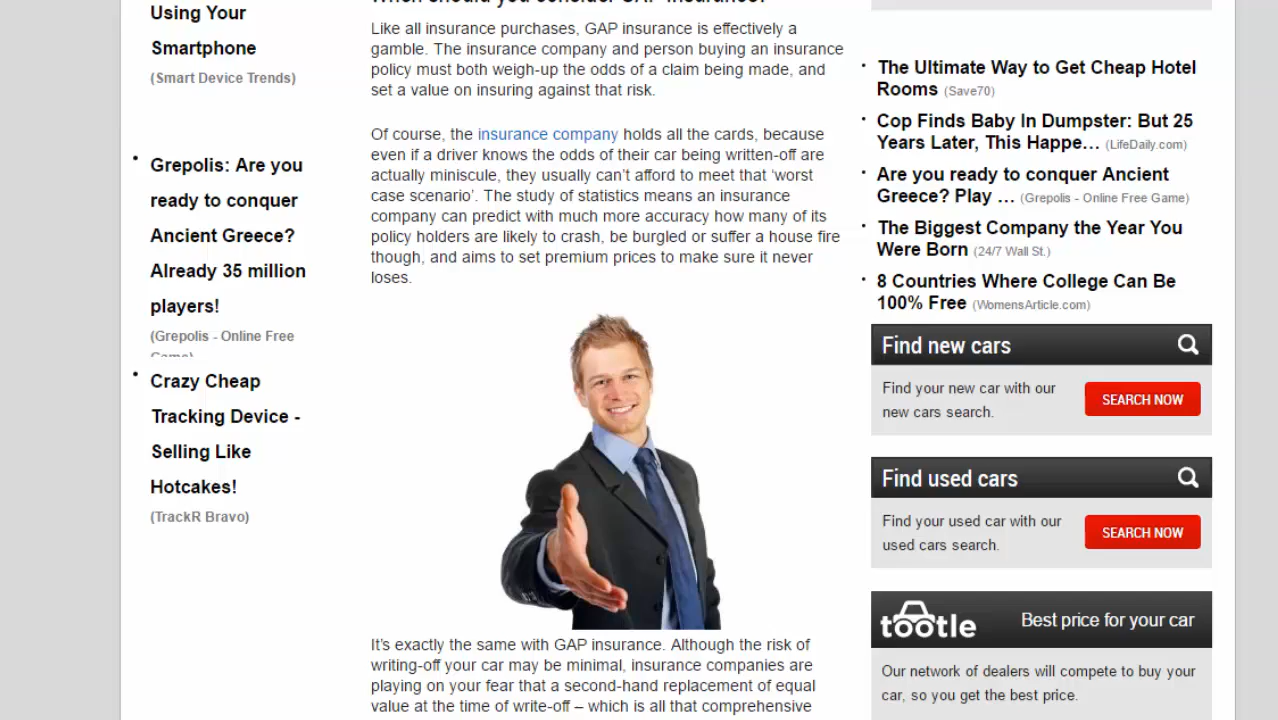 Using Your
Smartphone
(Smart Device Trends)
Grepolis: Are you
ready to conquer
Ancient Greece?
Already 35 million
players!
(Grepolis - Online Free
Crazy Cheap
Tracking Device -
Selling Like
Hotcakes!
(TrackR Bravo)
Like all insurance purchases, GAP insurance is effectively a
gamble. The insurance company and person buying an insurance
policy must both weigh-up the odds of a claim being made, and
set a value on insuring against that risk.
Of course, the insurance company holds all the cards, because
even if a driver knows the odds of their car being written-off are
actually miniscule, they usually can't afford to meet that ‘worst
case scenario’. The study of statistics means an insurance
company can predict with much more accuracy how many of its
policy holders are likely to crash, be burgled or suffer a house fire
though, and aims to set premium prices to make sure it never
loses.
It's exactly the same with GAP insurance. Although the risk of
writing-off your car may be minimal, insurance companies are
playing on your fear that a second-hand replacement of equal
value at the time of write-off – which is all that comprehensive
The Ultimate Way to Get Cheap Hotel
Rooms (Save70)
Cop Finds Baby In Dumpster: But 25
Years Later, This Happe… (LifeDaily.com)
Are you ready to conquer Ancient
Greece? Play … (Grepolis - Online Free Game)
The Biggest Company the Year You
Were Born (24/7 Wall St.)
8 Countries Where College Can Be
100% Free (WomensArticle.com)
Find new cars
Find your new car with our
new cars search.
SEARCH NOW
Find used cars
Find your used car with our
used cars search.
SEARCH NOW
tootle
Best price for your car
Our network of dealers will compete to buy your
car, so you get the best price.